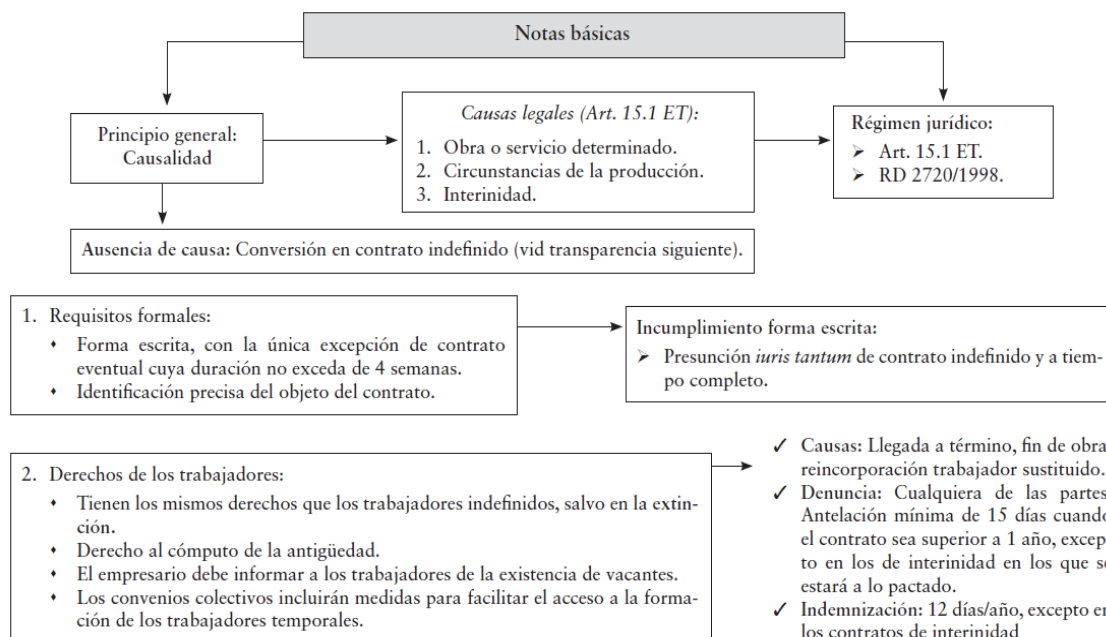 Notas básicas
Principio general:
Causalidad
Causas legales (Art. 15.1 ET):
1. Obra o servicio determinado.
2. Circunstancias de la producción.
3. Interinidad.
Régimen jurídico:
➢ Art. 15.1 ET.
➢ RD 2720/1998.
Ausencia de causa: Conversión en contrato indefinido (vid transparencia siguiente).
1. Requisitos formales:
• Forma escrita, con la única excepción de contrato
eventual cuya duración no exceda de 4 semanas.
• Identificación precisa del objeto del contrato.
Incumplimiento forma escrita:
➢ Presunción iuris tantum de contrato indefinido y a tiem-
po completo.
2. Derechos de los trabajadores:
• Tienen los mismos derechos que los trabajadores indefinidos, salvo en la extin-
ción.
• Derecho al cómputo de la antigüedad.
• El empresario debe informar a los trabajadores de la existencia de vacantes.
• Los convenios colectivos incluirán medidas para facilitar el acceso a la forma-
ción de los trabajadores temporales.
✓ Causas: Llegada a término, fin de obra
reincorporación trabajador sustituido.
✓ Denuncia: Cualquiera de las partes
Antelación mínima de 15 días cuando
el contrato sea superior a 1 año, excep
to en los de interinidad en los que se
estará a lo pactado.
✓ Indemnización: 12 días/año, excepto en
los contratos de interinidad